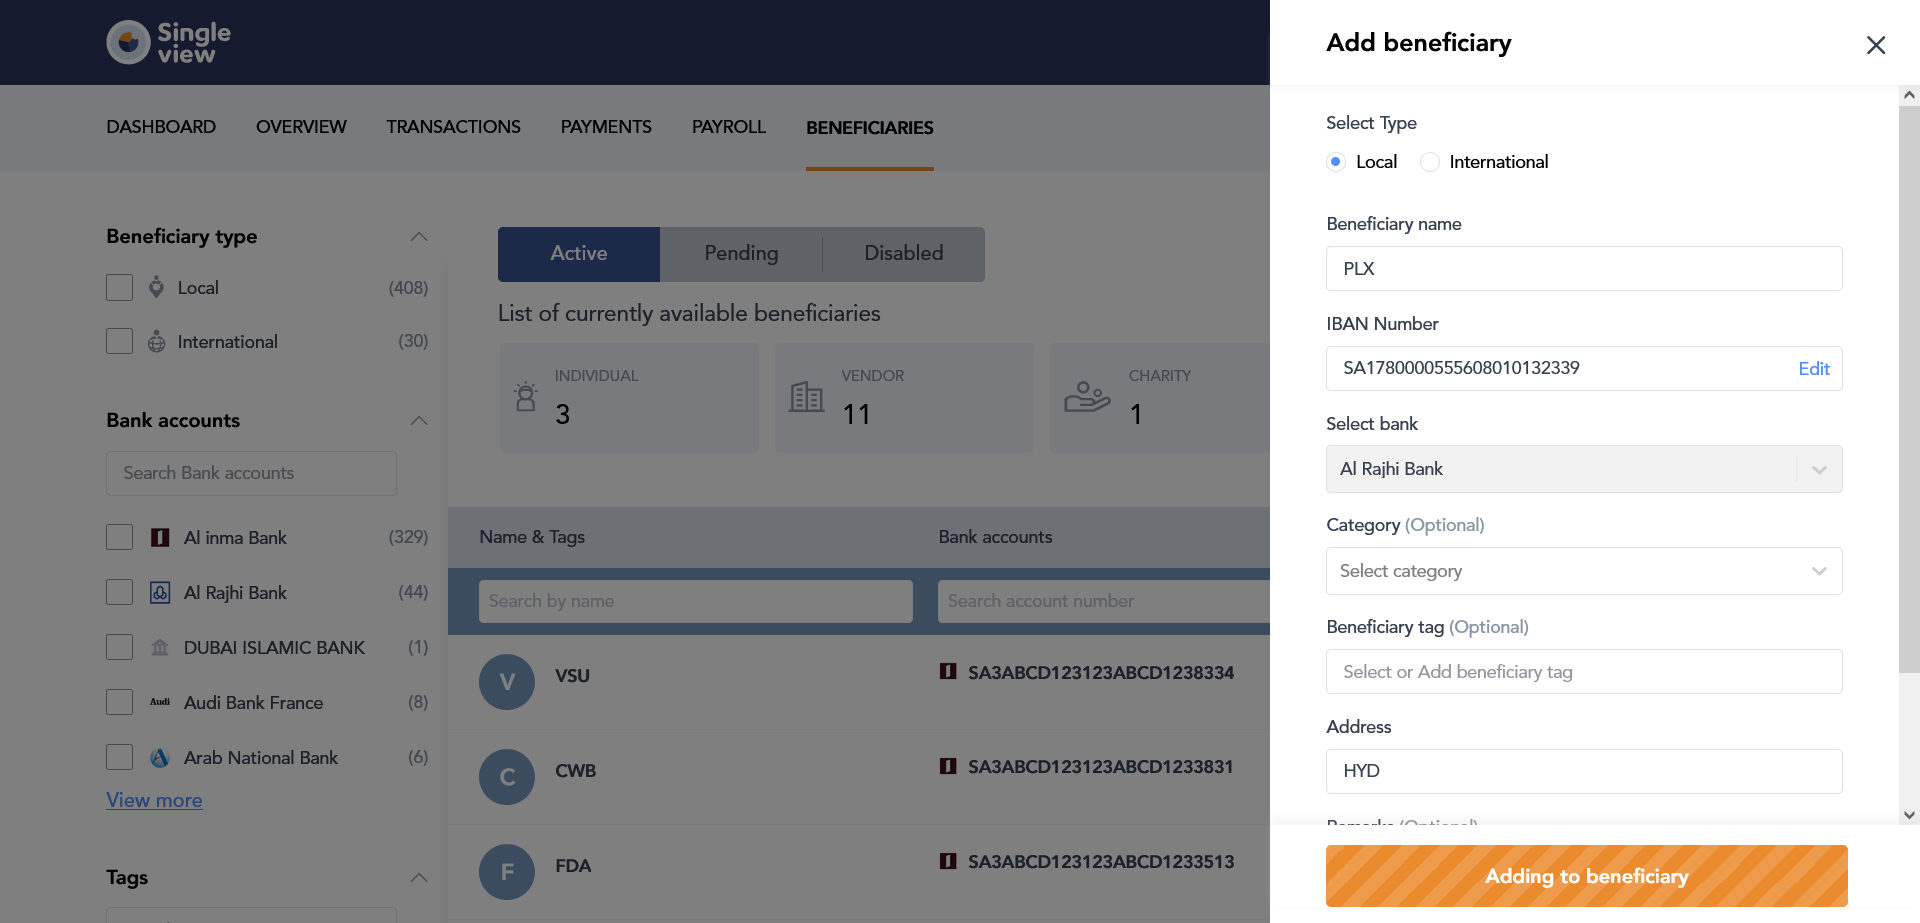 Single
view
DASHBOARD OVERVIEW TRANSACTIONS PAYMENTS PAYROLL BENEFICIARIES
Beneficiary type
Local (408)
International (30)
Bank accounts
Search Bank accounts
Al inma Bank (329)
Al Rajhi Bank (44)
DUBAI ISLAMIC BANK (1)
Audi Audi Bank France (8)
Arab National Bank (6)
View more
Tags
Active Pending Disabled
List of currently available beneficiaries
INDIVIDUAL
3
VENDOR
11
CHARITY
1
Name & Tags Bank accounts
Search by name Search account number
V VSU SA3ABCD123123ABCD1238334
C CWB SA3ABCD123123ABCD1233831
F FDA SA3ABCD123123ABCD1233513
Add beneficiary
Select Type
Local International
Beneficiary name
PLX
IBAN Number
SA1780000555608010132339 Edit
Select bank
Al Rajhi Bank
Category (Optional)
Select category
Beneficiary tag (Optional)
Select or Add beneficiary tag
Address
HYD
Remarks (Optional)
Adding to beneficiary